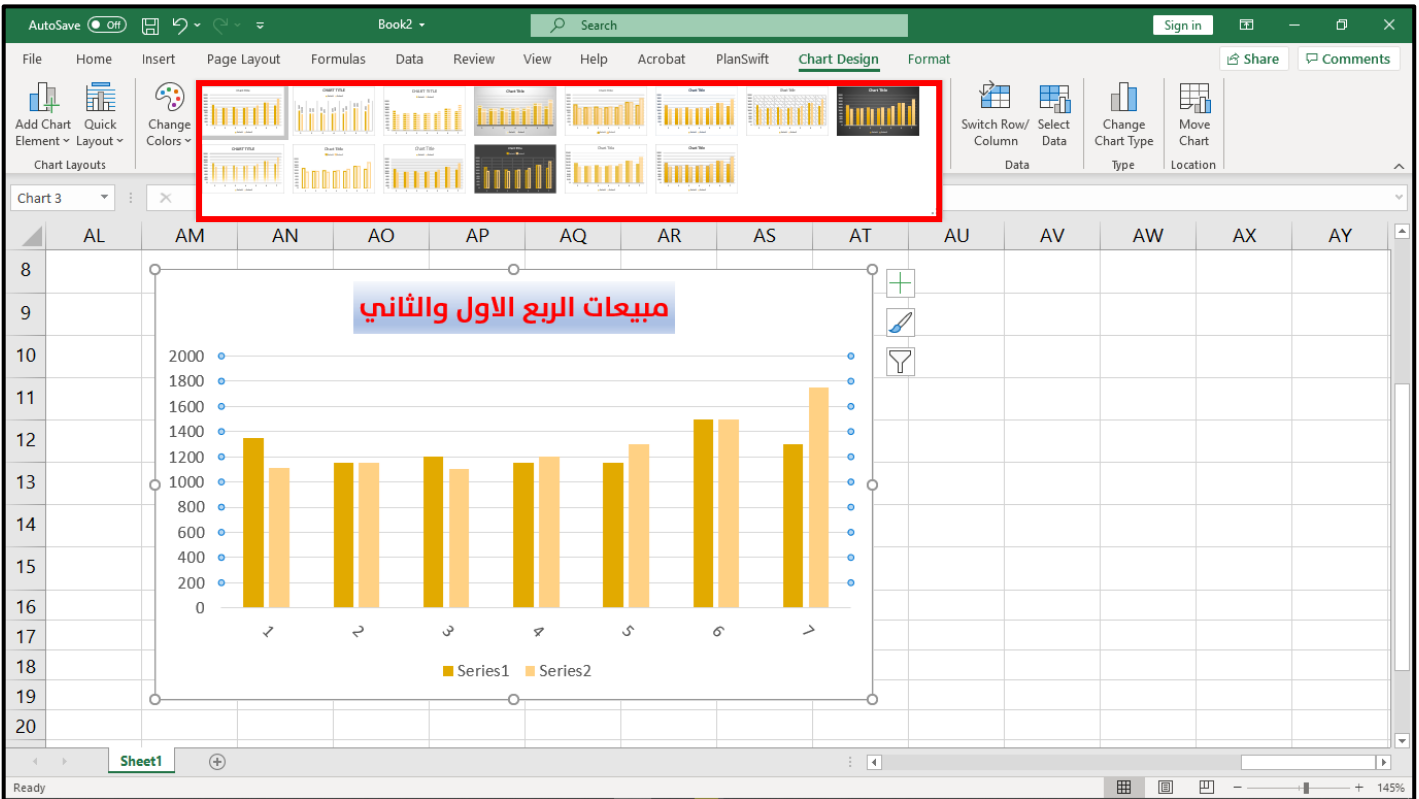 AutoSave Off Book2 Search Sign in
File Home Insert Page Layout Formulas Data Review View Help Acrobat PlanSwift Chart Design Format Share Comments
Add Chart Element Quick Layout Change Colors Switch Row/ Column Select Data Change Chart Type Move Chart
Chart Layouts Data Type Location
Chart 3
AL AM AN AO AP AQ AR AS AT AU AV AW AX AY
8
9
10
11
12
13
14
15
16
17
18
19
20
مبيعات الربع الاول والثاني
2000
1800
1600
1400
1200
1000
800
600
400
200
0
1 2 3 4 5 6 7
Series1 Series2
Sheet1
Ready 145%